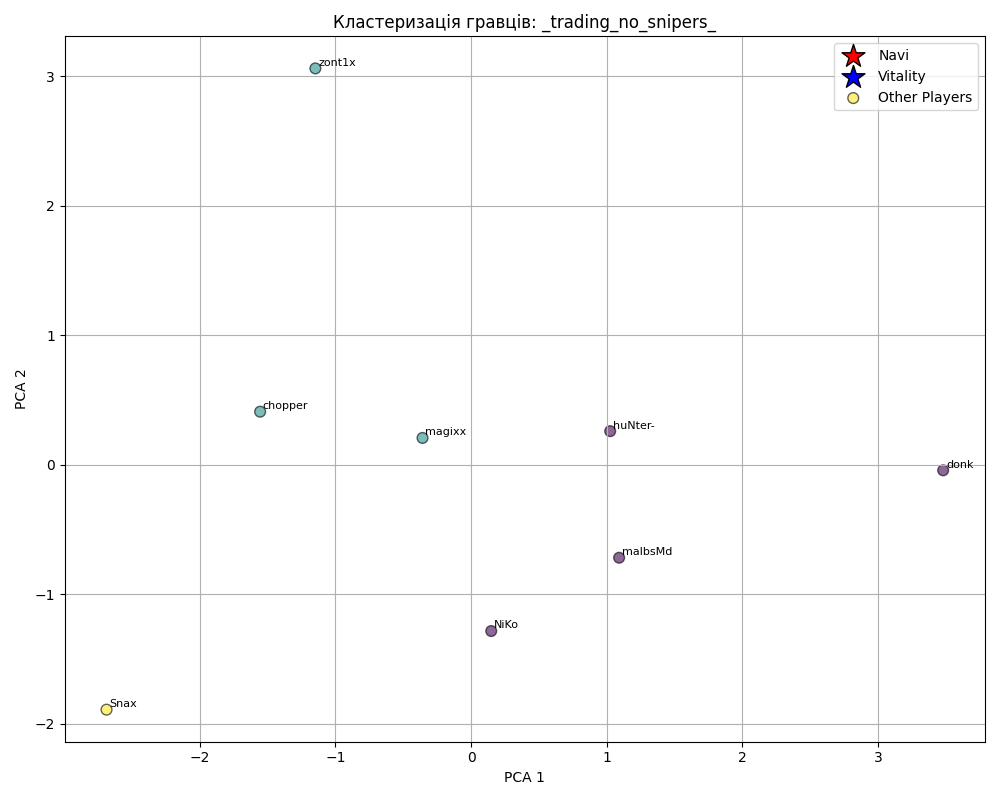 Кластеризація гравців: _trading_no_snipers_
Navi
Vitality
Other Players
zont1x
chopper
magixx
huNter-
donk
malbsMd
NiKo
Snax
3
2
1
0
−1
−2
PCA 2
−2
−1
0
1
2
3
PCA 1